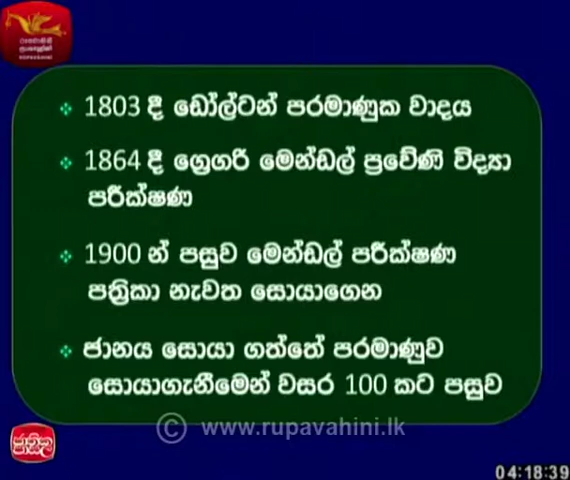 1803 දී ඩෝල්ටන් පරමාණුක වාදය
1864 දී ග්‍රෙගරි මෙන්ඩල් ප්‍රවේණි විද්‍යා
පරීක්ෂණ
1900 න් පසුව මෙන්ඩල් පරීක්ෂණ
පත්‍රිකා නැවත සොයාගෙන
ජානය සොයා ගත්තේ පරමාණුව
සොයාගැනීමෙන් වසර 100 කට පසුව
© www.rupavahini.lk
ජාතික
පාසල
04:18:39